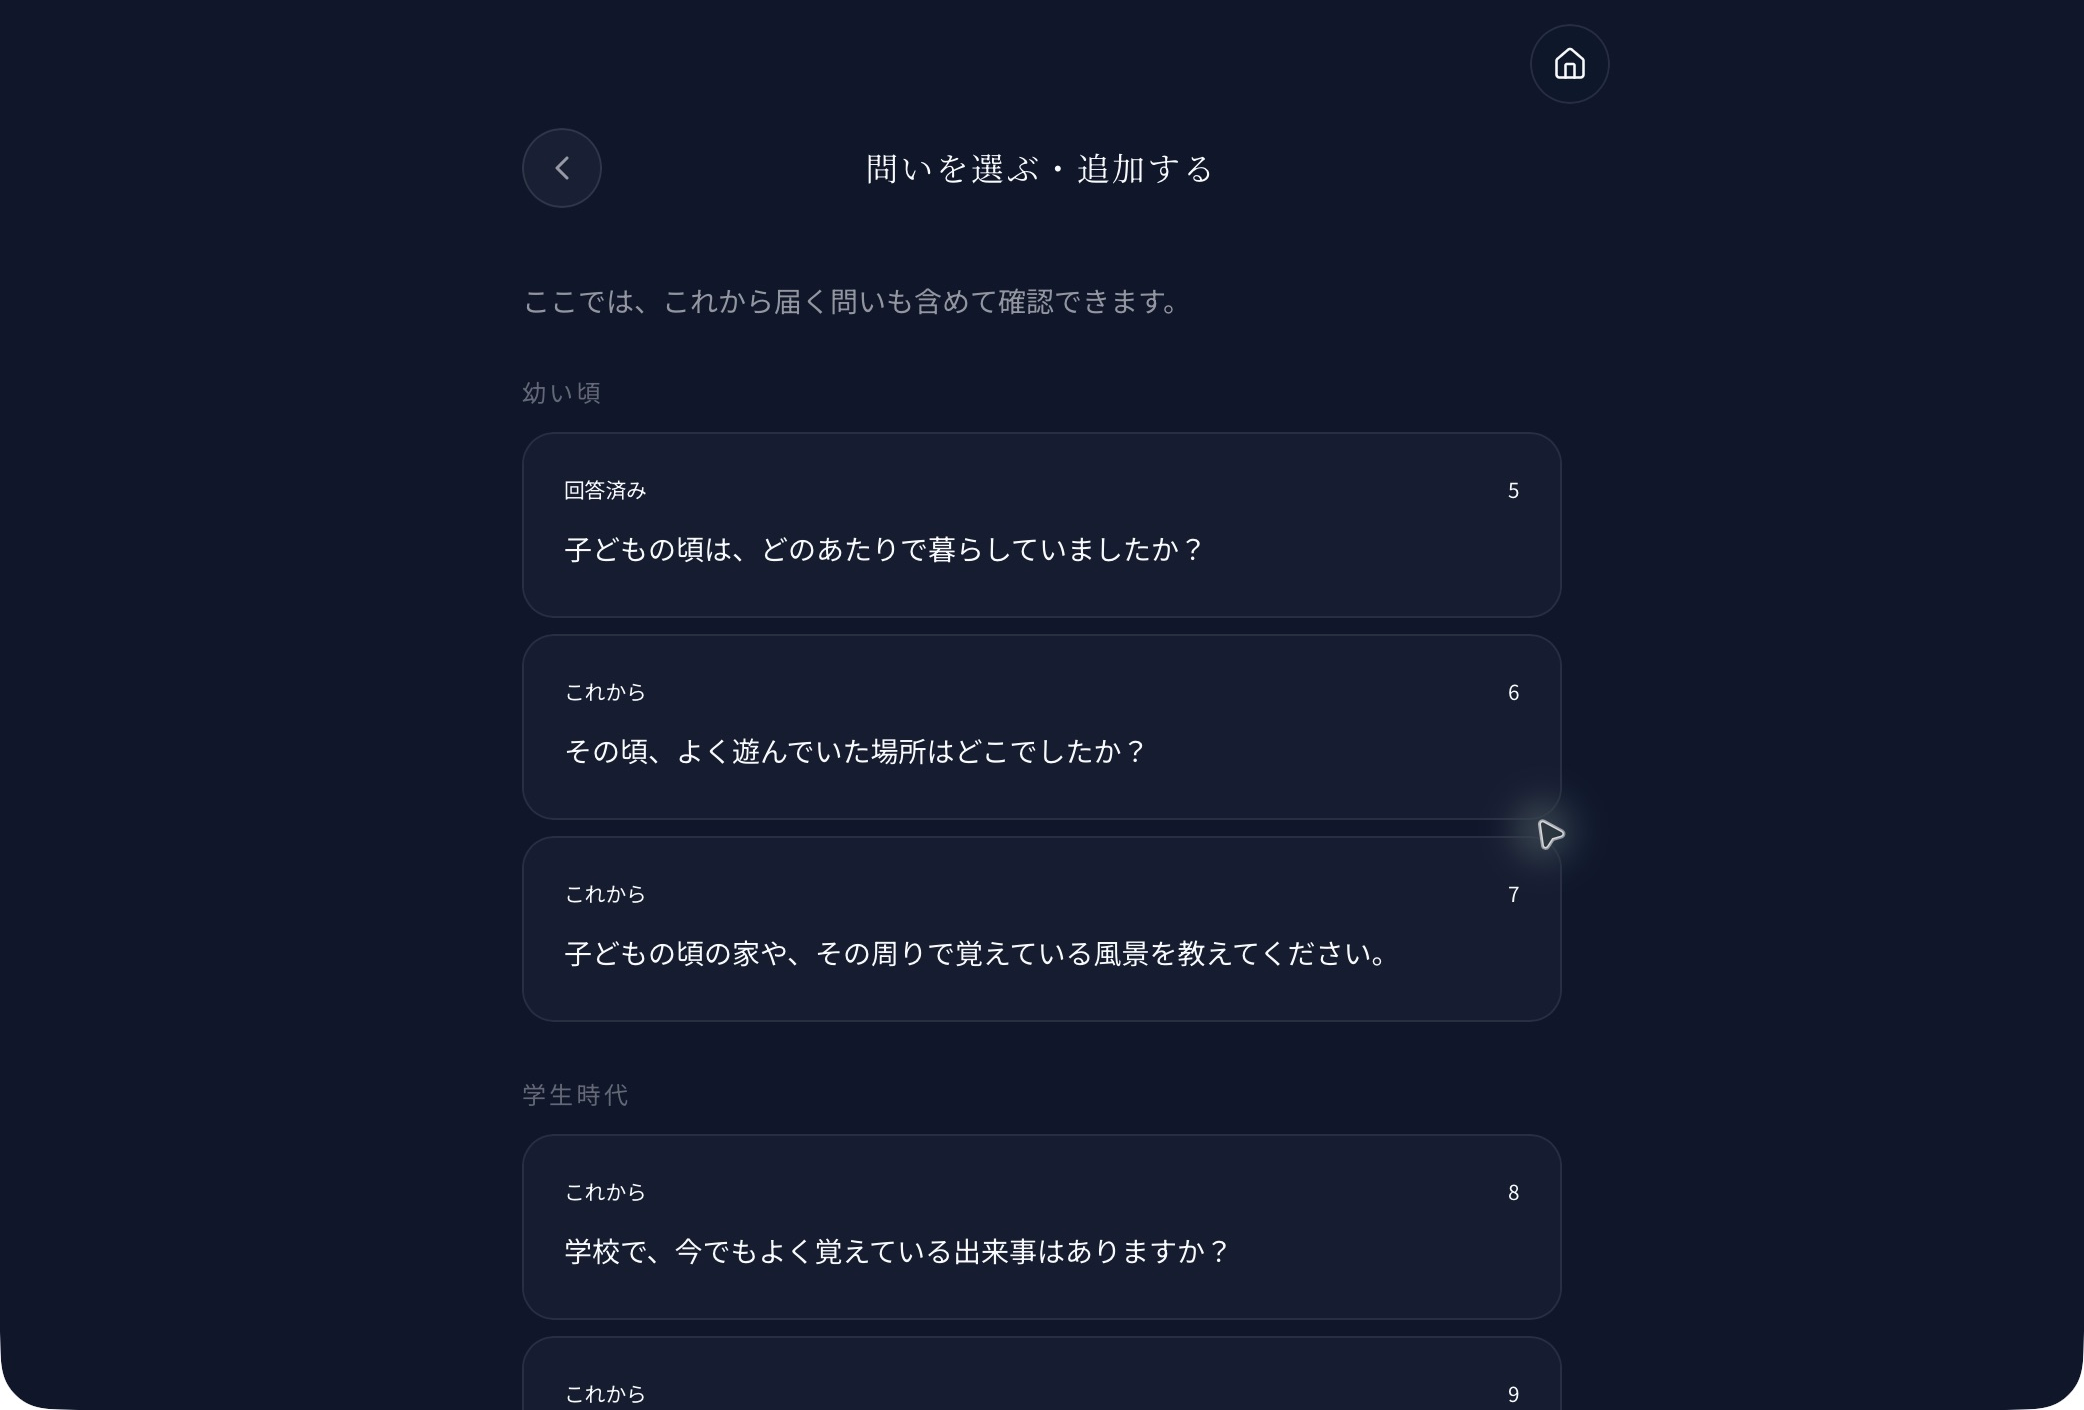 問いを選ぶ・追加する
ここでは、これから届く問いも含めて確認できます。
幼い頃
回答済み 5
子どもの頃は、どのあたりで暮らしていましたか？
これから 6
その頃、よく遊んでいた場所はどこでしたか？
これから 7
子どもの頃の家や、その周りで覚えている風景を教えてください。
学生時代
これから 8
学校で、今でもよく覚えている出来事はありますか？
これから 9